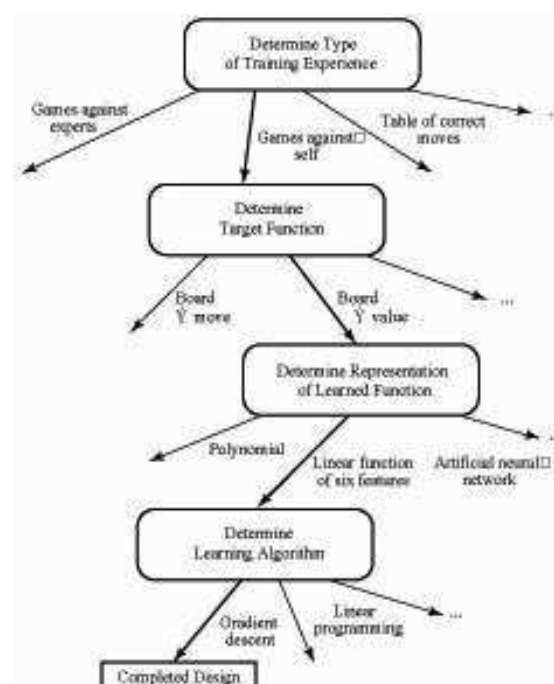 Determine Type
of Training Experience
Games against
experts
Games against□
self
Table of correct
moves
...
Determine
Target Function
Board
Ÿ move
Board
Ÿ value
...
Determine Representation
of Learned Function
...
Polynomial
Linear function
of six features
Artificial neural□
network
Determine
Learning Algorithm
Gradient
descent
Linear
programming
...
Completed Design